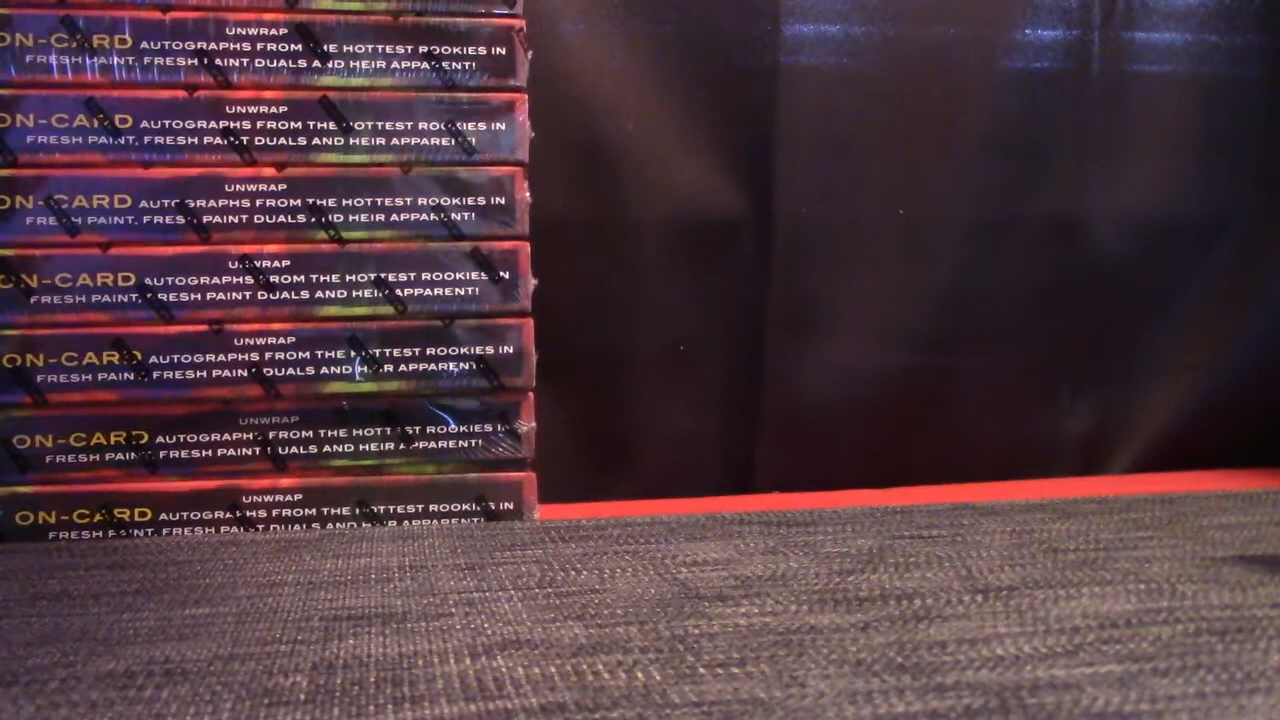 UNWRAP
ON-CARD AUTOGRAPHS FROM THE HOTTEST ROOKIES IN
FRESH PAINT, FRESH PAINT DUALS AND HEIR APPARENT!
UNWRAP
ON-CARD AUTOGRAPHS FROM THE HOTTEST ROOKIES IN
FRESH PAINT, FRESH PAINT DUALS AND HEIR APPARENT!
UNWRAP
ON-CARD AUTOGRAPHS FROM THE HOTTEST ROOKIES IN
FRESH PAINT, FRESH PAINT DUALS AND HEIR APPARENT!
UNWRAP
ON-CARD AUTOGRAPHS FROM THE HOTTEST ROOKIES IN
FRESH PAINT, FRESH PAINT DUALS AND HEIR APPARENT!
UNWRAP
ON-CARD AUTOGRAPHS FROM THE HOTTEST ROOKIES IN
FRESH PAINT, FRESH PAINT DUALS AND HEIR APPARENT!
UNWRAP
ON-CARD AUTOGRAPHS FROM THE HOTTEST ROOKIES IN
FRESH PAINT, FRESH PAINT DUALS AND HEIR APPARENT!
UNWRAP
ON-CARD AUTOGRAPHS FROM THE HOTTEST ROOKIES IN
FRESH PAINT, FRESH PAINT DUALS AND HEIR APPARENT!